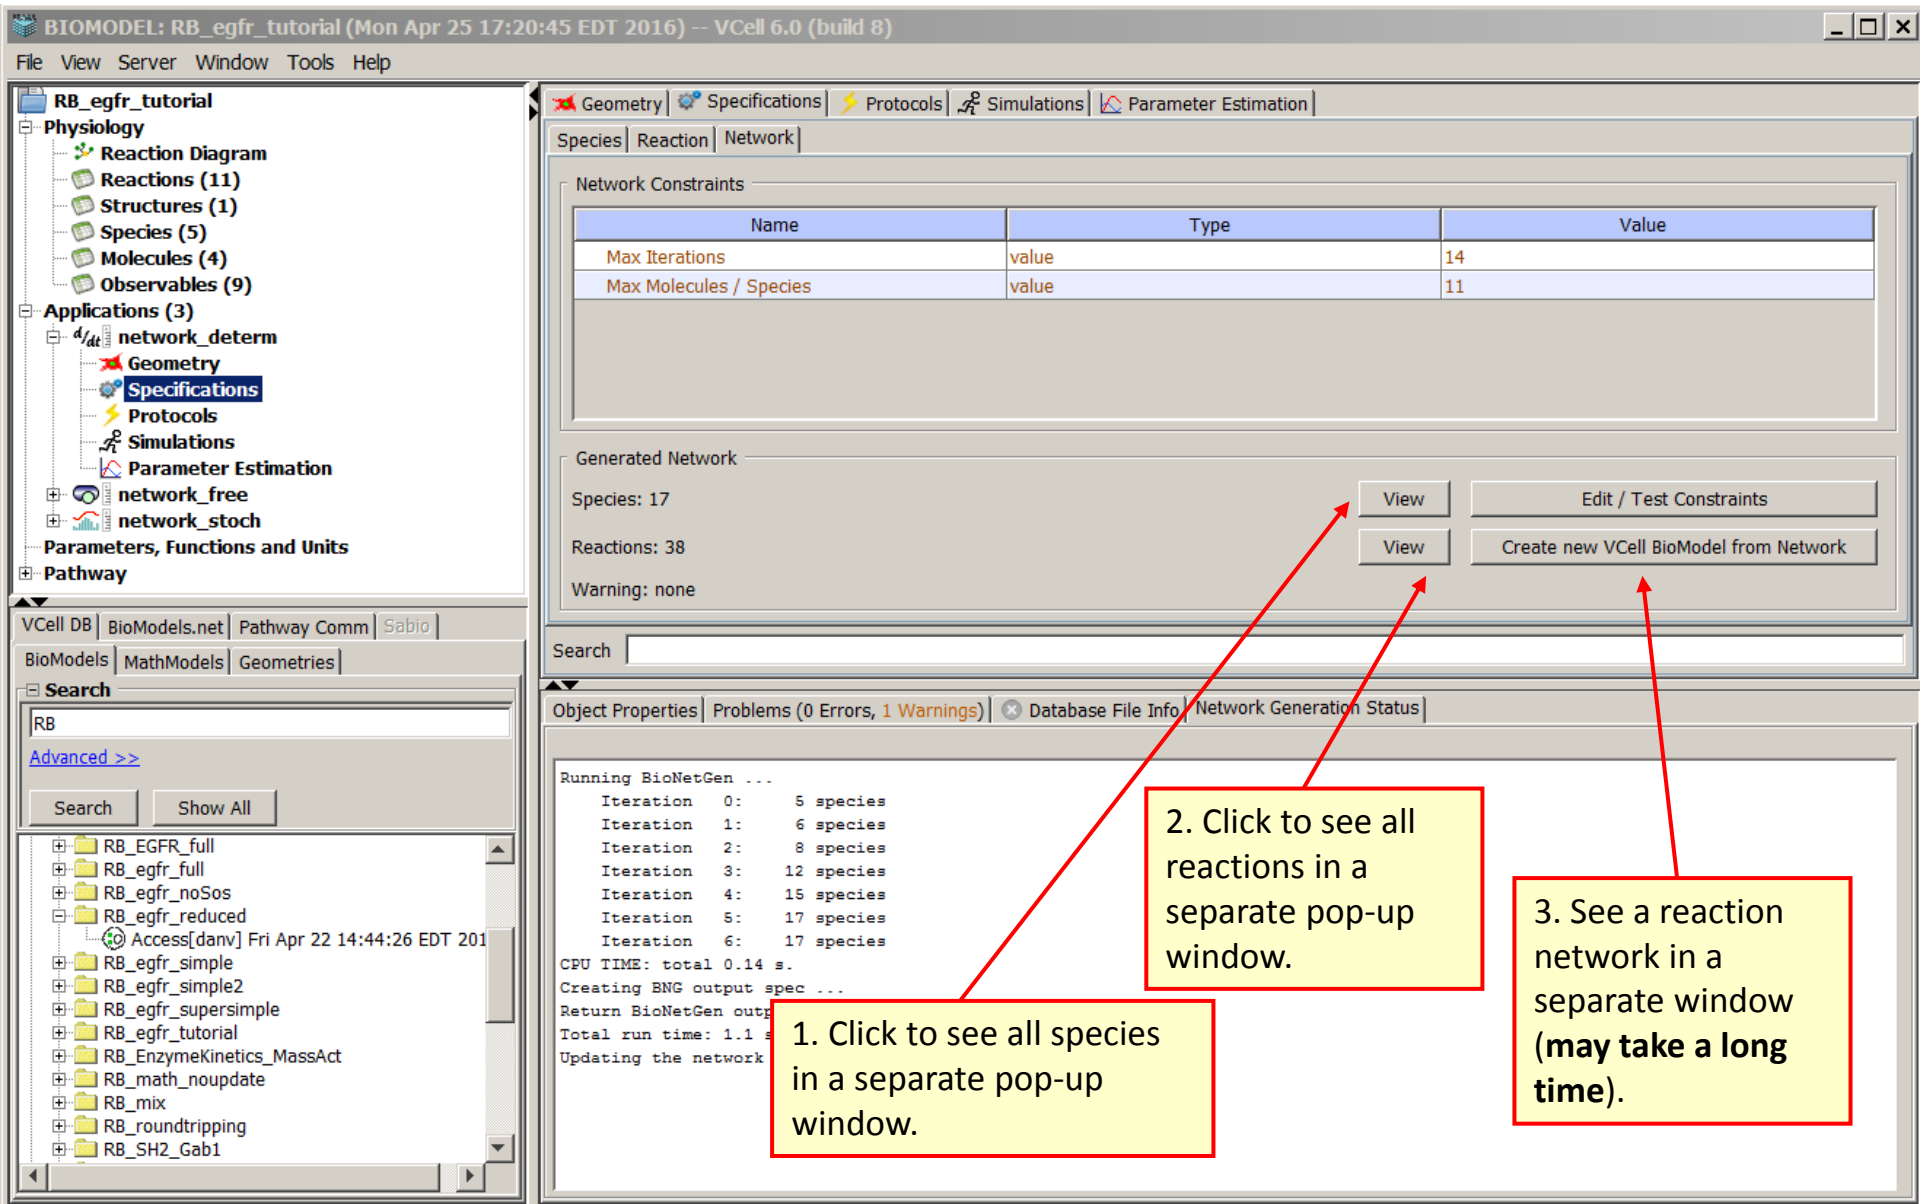 BIOMODEL: RB_egfr_tutorial (Mon Apr 25 17:20:45 EDT 2016) -- VCell 6.0 (build 8)
File View Server Window Tools Help
RB_egfr_tutorial
Physiology
Reaction Diagram
Reactions (11)
Structures (1)
Species (5)
Molecules (4)
Observables (9)
Applications (3)
d/dt network_determ
Geometry
Specifications
Protocols
Simulations
Parameter Estimation
network_free
network_stoch
Parameters, Functions and Units
Pathway
VCell DB BioModels.net Pathway Comm Sabio
BioModels MathModels Geometries
Search
RB
Advanced >>
Search Show All
RB_EGFR_full
RB_egfr_full
RB_egfr_noSos
RB_egfr_reduced
Access[danv] Fri Apr 22 14:44:26 EDT 201
RB_egfr_simple
RB_egfr_simple2
RB_egfr_supersimple
RB_egfr_tutorial
RB_EnzymeKinetics_MassAct
RB_math_noupdate
RB_mix
RB_roundtripping
RB_SH2_Gab1
Geometry Specifications Protocols Simulations Parameter Estimation
Species Reaction Network
Network Constraints
Name Type Value
Max Iterations value 14
Max Molecules / Species value 11
Generated Network
Species: 17 View Edit / Test Constraints
Reactions: 38 View Create new VCell BioModel from Network
Warning: none
Search
Object Properties Problems (0 Errors, 1 Warnings) Database File Info Network Generation Status
Running BioNetGen ...
Iteration 0: 5 species
Iteration 1: 6 species
Iteration 2: 8 species
Iteration 3: 12 species
Iteration 4: 15 species
Iteration 5: 17 species
Iteration 6: 17 species
CPU TIME: total 0.14 s.
Creating BNG output spec ...
Return BioNetGen outp
Total run time: 1.1 s
Updating the network
1. Click to see all species
in a separate pop-up
window.
2. Click to see all
reactions in a
separate pop-up
window.
3. See a reaction
network in a
separate window
(may take a long
time).